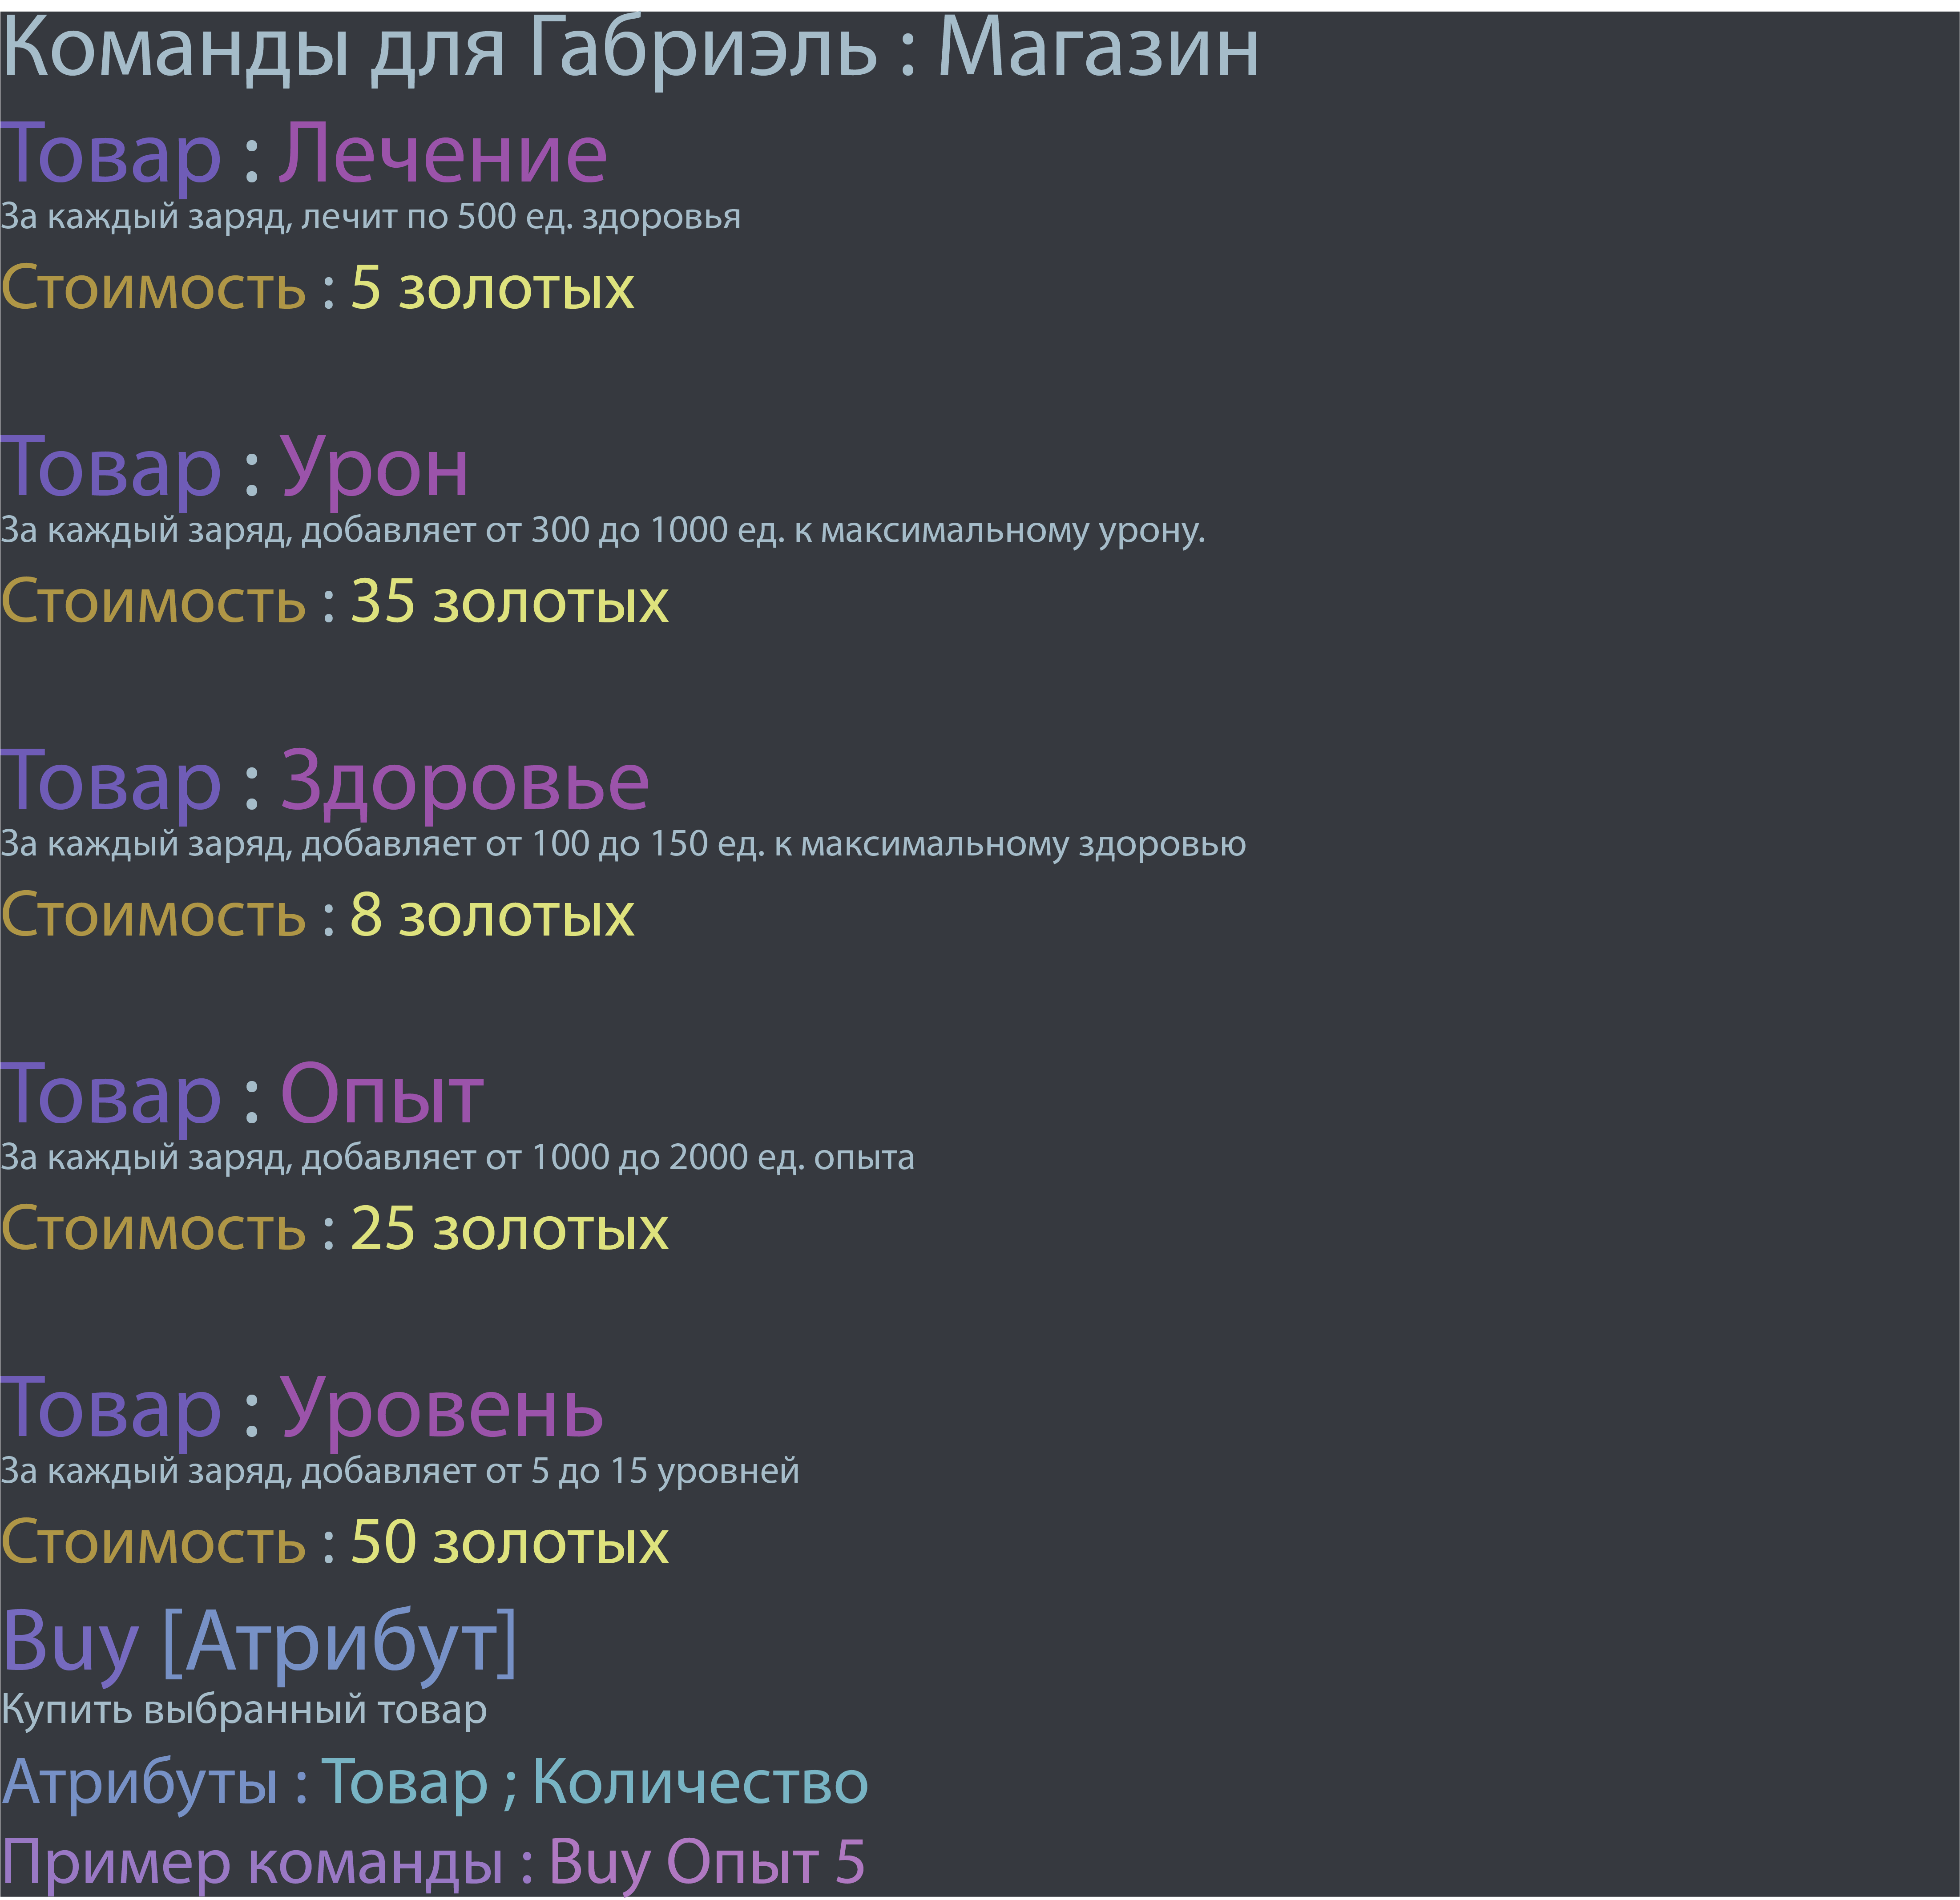 Команды для Габриэль : Магазин
Товар : Лечение
За каждый заряд, лечит по 500 ед. здоровья
Стоимость : 5 золотых
Товар : Урон
За каждый заряд, добавляет от 300 до 1000 ед. к максимальному урону.
Стоимость : 35 золотых
Товар : Здоровье
За каждый заряд, добавляет от 100 до 150 ед. к максимальному здоровью
Стоимость : 8 золотых
Товар : Опыт
За каждый заряд, добавляет от 1000 до 2000 ед. опыта
Стоимость : 25 золотых
Товар : Уровень
За каждый заряд, добавляет от 5 до 15 уровней
Стоимость : 50 золотых
Buy [Атрибут]
Купить выбранный товар
Атрибуты : Товар ; Количество
Пример команды : Buy Опыт 5